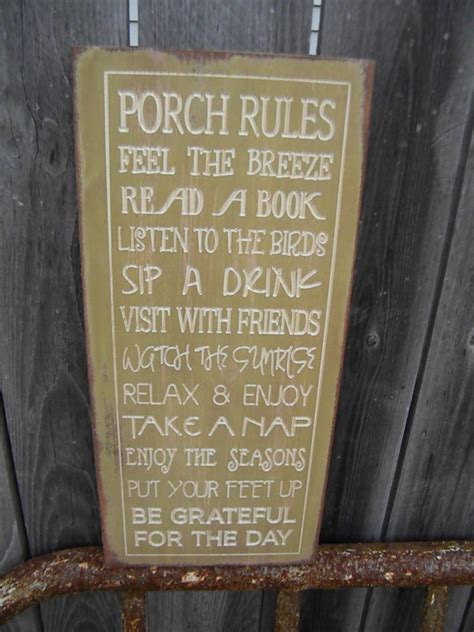 PORCH RULES
FEEL THE BREEZE
READ A BOOK
LISTEN TO THE BIRDS
SIP A DRINK
VISIT WITH FRIENDS
WATCH THE SUNRISE
RELAX & ENJOY
TAKE A NAP
ENJOY THE SEASONS
PUT YOUR FEET UP
BE GRATEFUL
FOR THE DAY